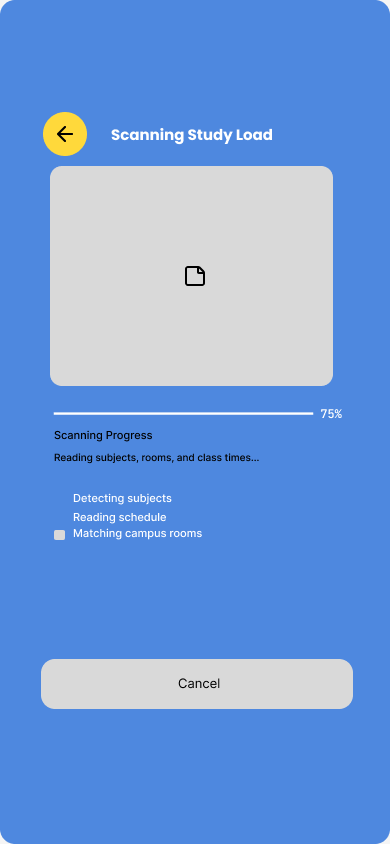 Scanning Study Load
75%
Scanning Progress
Reading subjects, rooms, and class times...
Detecting subjects
Reading schedule
Matching campus rooms
Cancel